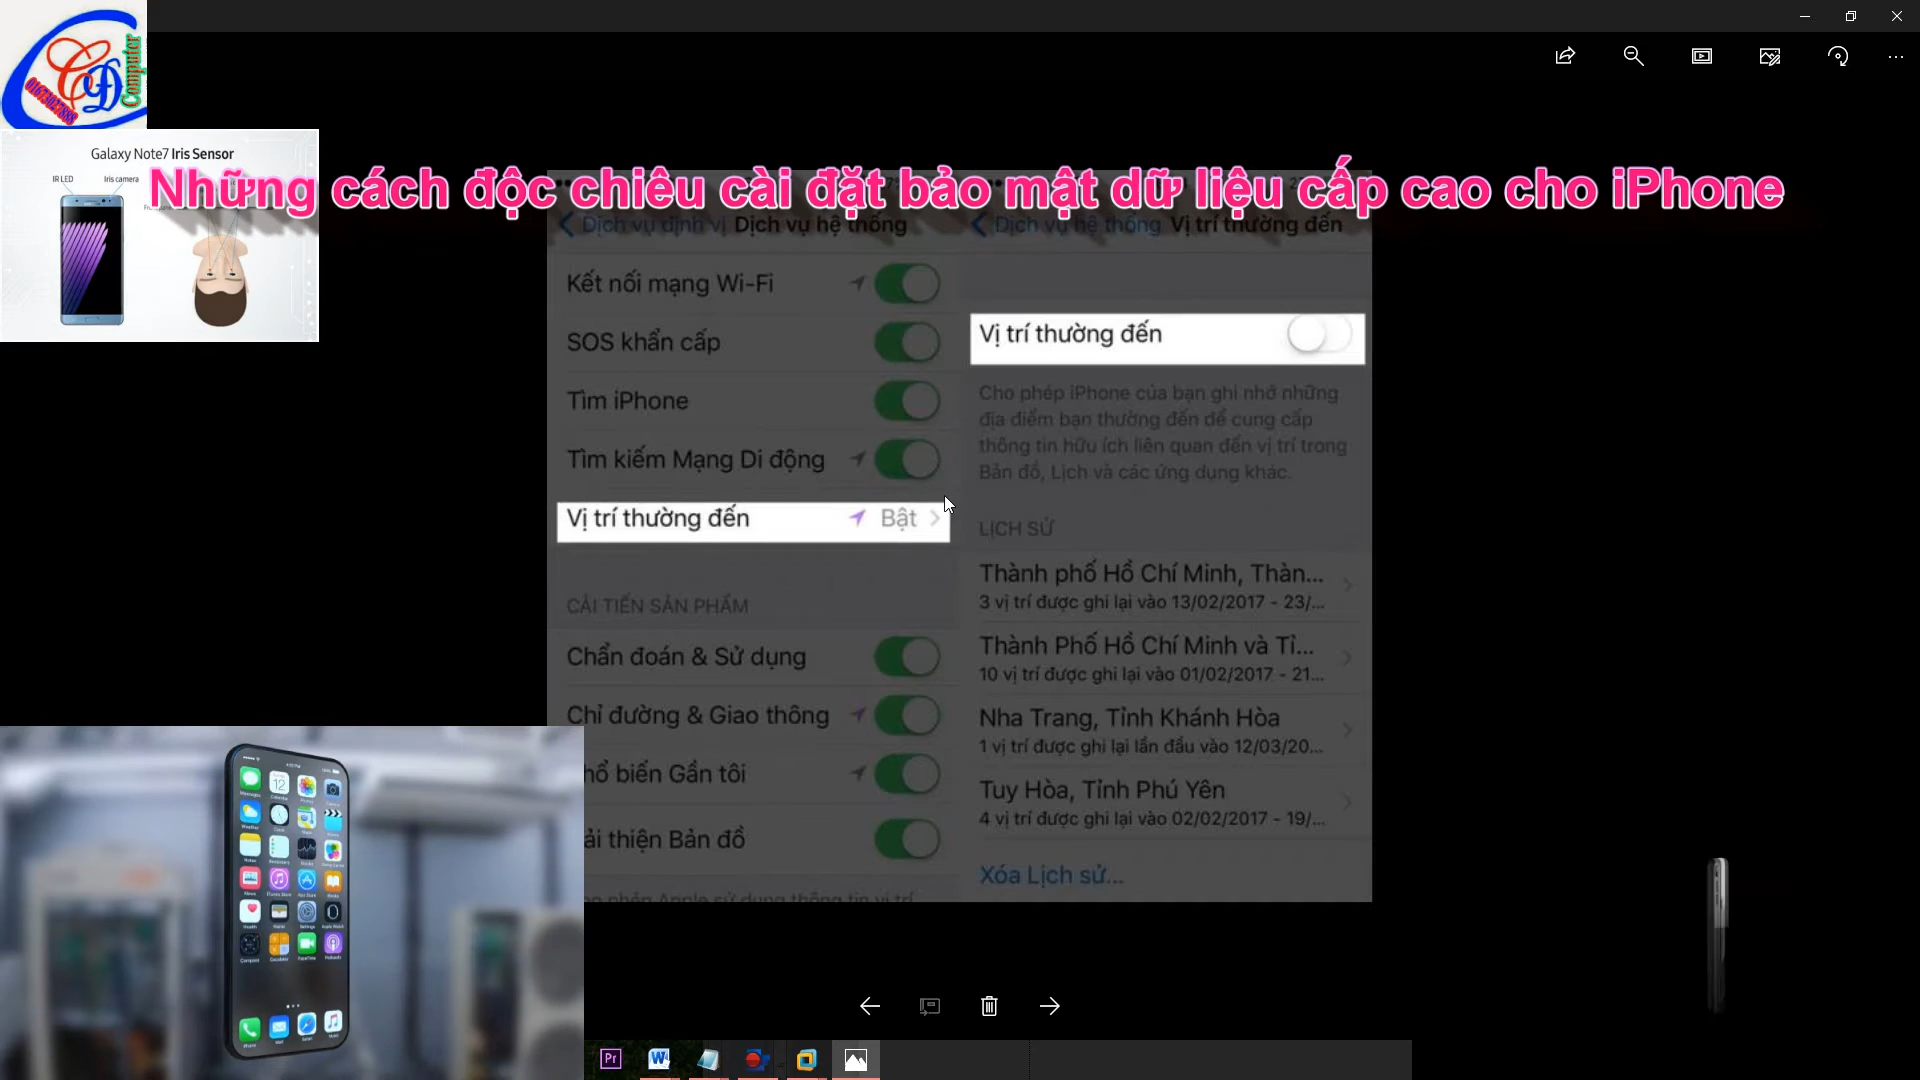 Computer
01673027888
Galaxy Note7 Iris Sensor
IR LED
Iris camera
Những cách độc chiêu cài đặt bảo mật dữ liệu cấp cao cho iPhone
Dịch vụ định vị Dịch vụ hệ thống
Kết nối mạng Wi-Fi
SOS khẩn cấp
Tìm iPhone
Tìm kiếm Mạng Di động
Vị trí thường đến Bật
CẢI TIẾN SẢN PHẨM
Chẩn đoán & Sử dụng
Chỉ đường & Giao thông
hổ biến Gần tôi
ải thiện Bản đồ
Dịch vụ hệ thống Vị trí thường đến
Vị trí thường đến
Cho phép iPhone của bạn ghi nhớ những
địa điểm bạn thường đến để cung cấp
thông tin hữu ích liên quan đến vị trí trong
Bản đồ, Lịch và các ứng dụng khác.
LỊCH SỬ
Thành phố Hồ Chí Minh, Thàn...
3 vị trí được ghi lại vào 13/02/2017 - 23/...
Thành Phố Hồ Chí Minh và Tỉ...
10 vị trí được ghi lại vào 01/02/2017 - 21...
Nha Trang, Tỉnh Khánh Hòa
1 vị trí được ghi lại lần đầu vào 12/03/20...
Tuy Hòa, Tỉnh Phú Yên
4 vị trí được ghi lại vào 02/02/2017 - 19/...
Xóa Lịch sử...
Pr
W